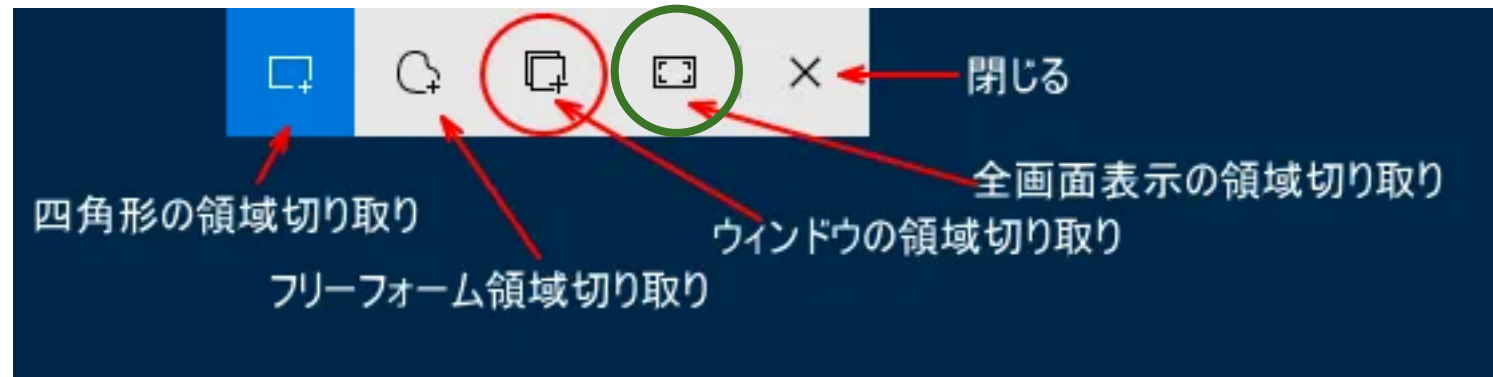 閉じる
全画面表示の領域切り取り
四角形の領域切り取り
ウィンドウの領域切り取り
フリーフォーム領域切り取り